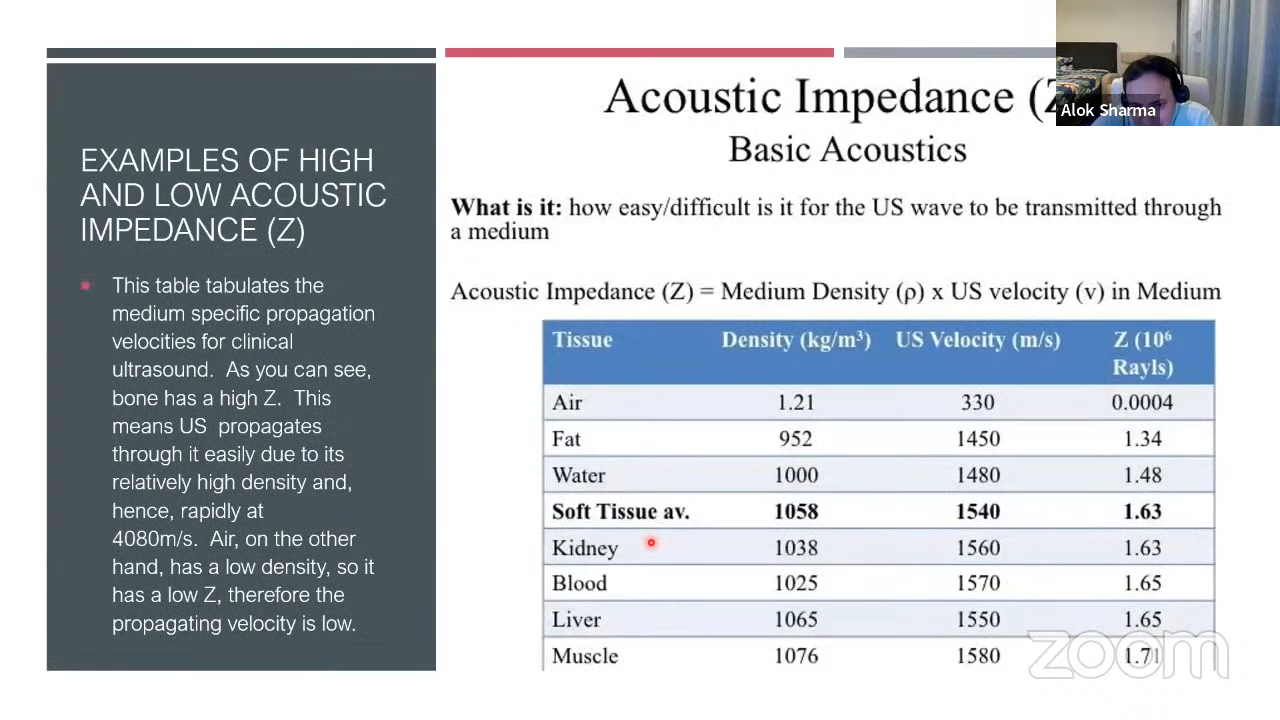 Acoustic Impedance (
Basic Acoustics
Alok Sharma
EXAMPLES OF HIGH
AND LOW ACOUSTIC
IMPEDANCE (Z)
This table tabulates the
medium specific propagation
velocities for clinical
ultrasound. As you can see,
bone has a high Z. This
means US propagates
through it easily due to its
relatively high density and,
hence, rapidly at
4080m/s. Air, on the other
hand, has a low density, so it
has a low Z, therefore the
propagating velocity is low.
What is it: how easy/difficult is it for the US wave to be transmitted through
a medium
Acoustic Impedance (Z) = Medium Density (ρ) x US velocity (v) in Medium
Tissue Density (kg/m³) US Velocity (m/s) Z (10⁶
Rayls)
Air 1.21 330 0.0004
Fat 952 1450 1.34
Water 1000 1480 1.48
Soft Tissue av. 1058 1540 1.63
Kidney 1038 1560 1.63
Blood 1025 1570 1.65
Liver 1065 1550 1.65
Muscle 1076 1580 1.71
zoom